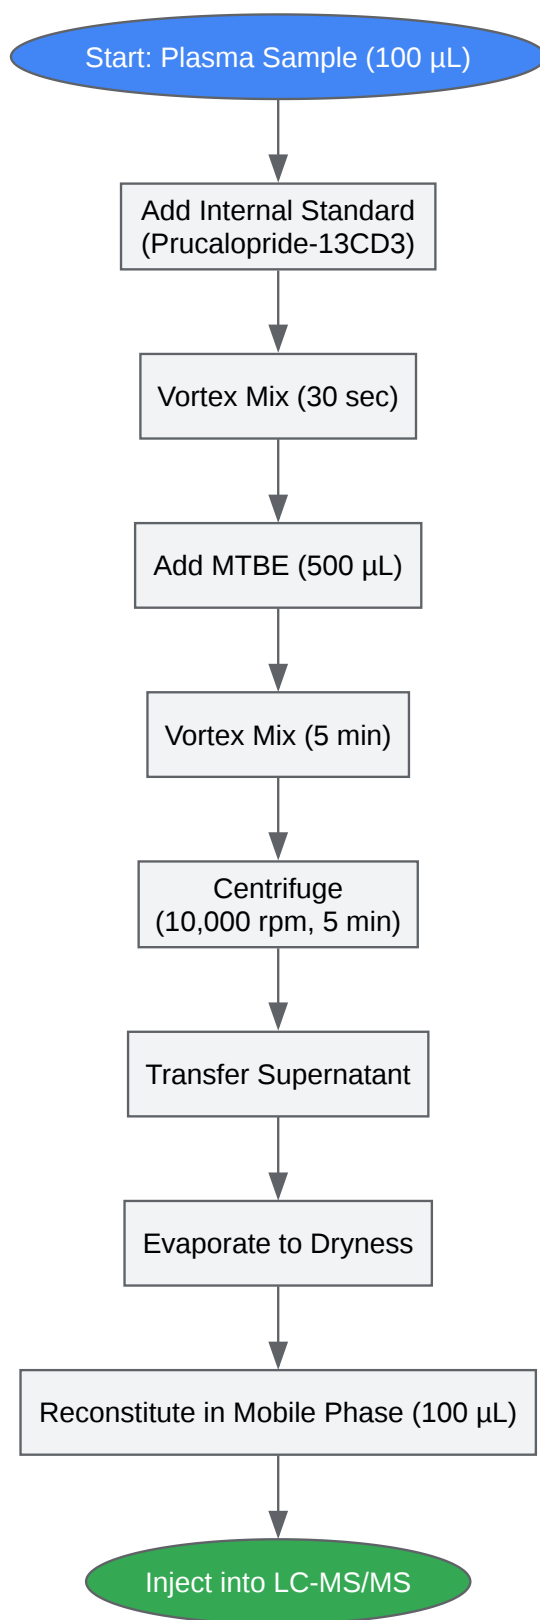 Start: Plasma Sample (100 µL)
Add Internal Standard
(Prucalopride-13CD3)
Vortex Mix (30 sec)
Add MTBE (500 µL)
Vortex Mix (5 min)
Centrifuge
(10,000 rpm, 5 min)
Transfer Supernatant
Evaporate to Dryness
Reconstitute in Mobile Phase (100 µL)
Inject into LC-MS/MS